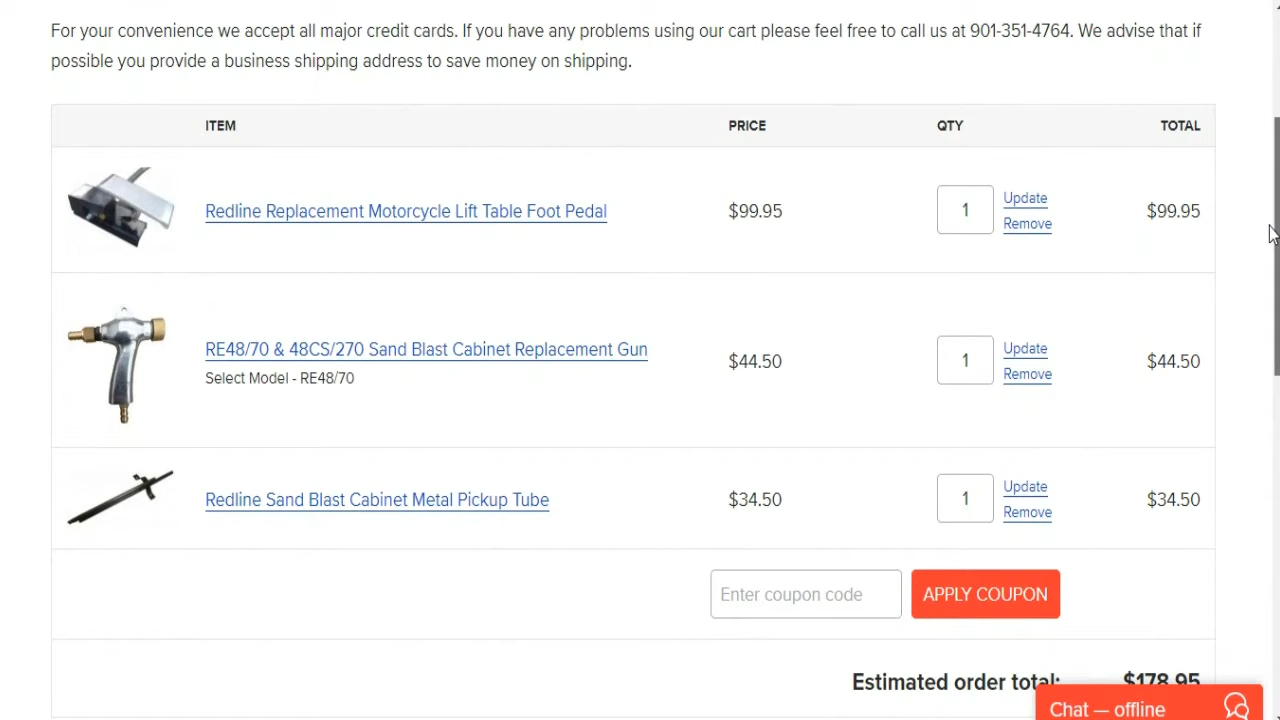 For your convenience we accept all major credit cards. If you have any problems using our cart please feel free to call us at 901-351-4764. We advise that if
possible you provide a business shipping address to save money on shipping.
ITEM PRICE QTY TOTAL
Redline Replacement Motorcycle Lift Table Foot Pedal $99.95 1 Update $99.95
Remove
RE48/70 & 48CS/270 Sand Blast Cabinet Replacement Gun $44.50 1 Update $44.50
Select Model - RE48/70 Remove
Redline Sand Blast Cabinet Metal Pickup Tube $34.50 1 Update $34.50
Remove
Enter coupon code APPLY COUPON
Estimated order total: $178.95
Chat — offline